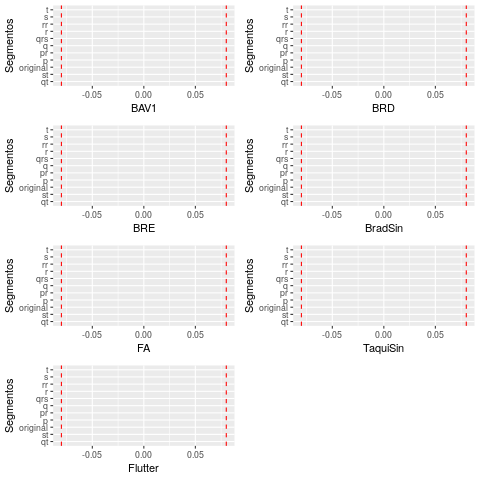 Segmentos
t
s
rr
r
qrs
q
pr
p
original
st
qt
-0.05 0.00 0.05
BAV1
Segmentos
t
s
rr
r
qrs
q
pr
p
original
st
qt
-0.05 0.00 0.05
BRD
Segmentos
t
s
rr
r
qrs
q
pr
p
original
st
qt
-0.05 0.00 0.05
BRE
Segmentos
t
s
rr
r
qrs
q
pr
p
original
st
qt
-0.05 0.00 0.05
BradSin
Segmentos
t
s
rr
r
qrs
q
pr
p
original
st
qt
-0.05 0.00 0.05
FA
Segmentos
t
s
rr
r
qrs
q
pr
p
original
st
qt
-0.05 0.00 0.05
TaquiSin
Segmentos
t
s
rr
r
qrs
q
pr
p
original
st
qt
-0.05 0.00 0.05
Flutter